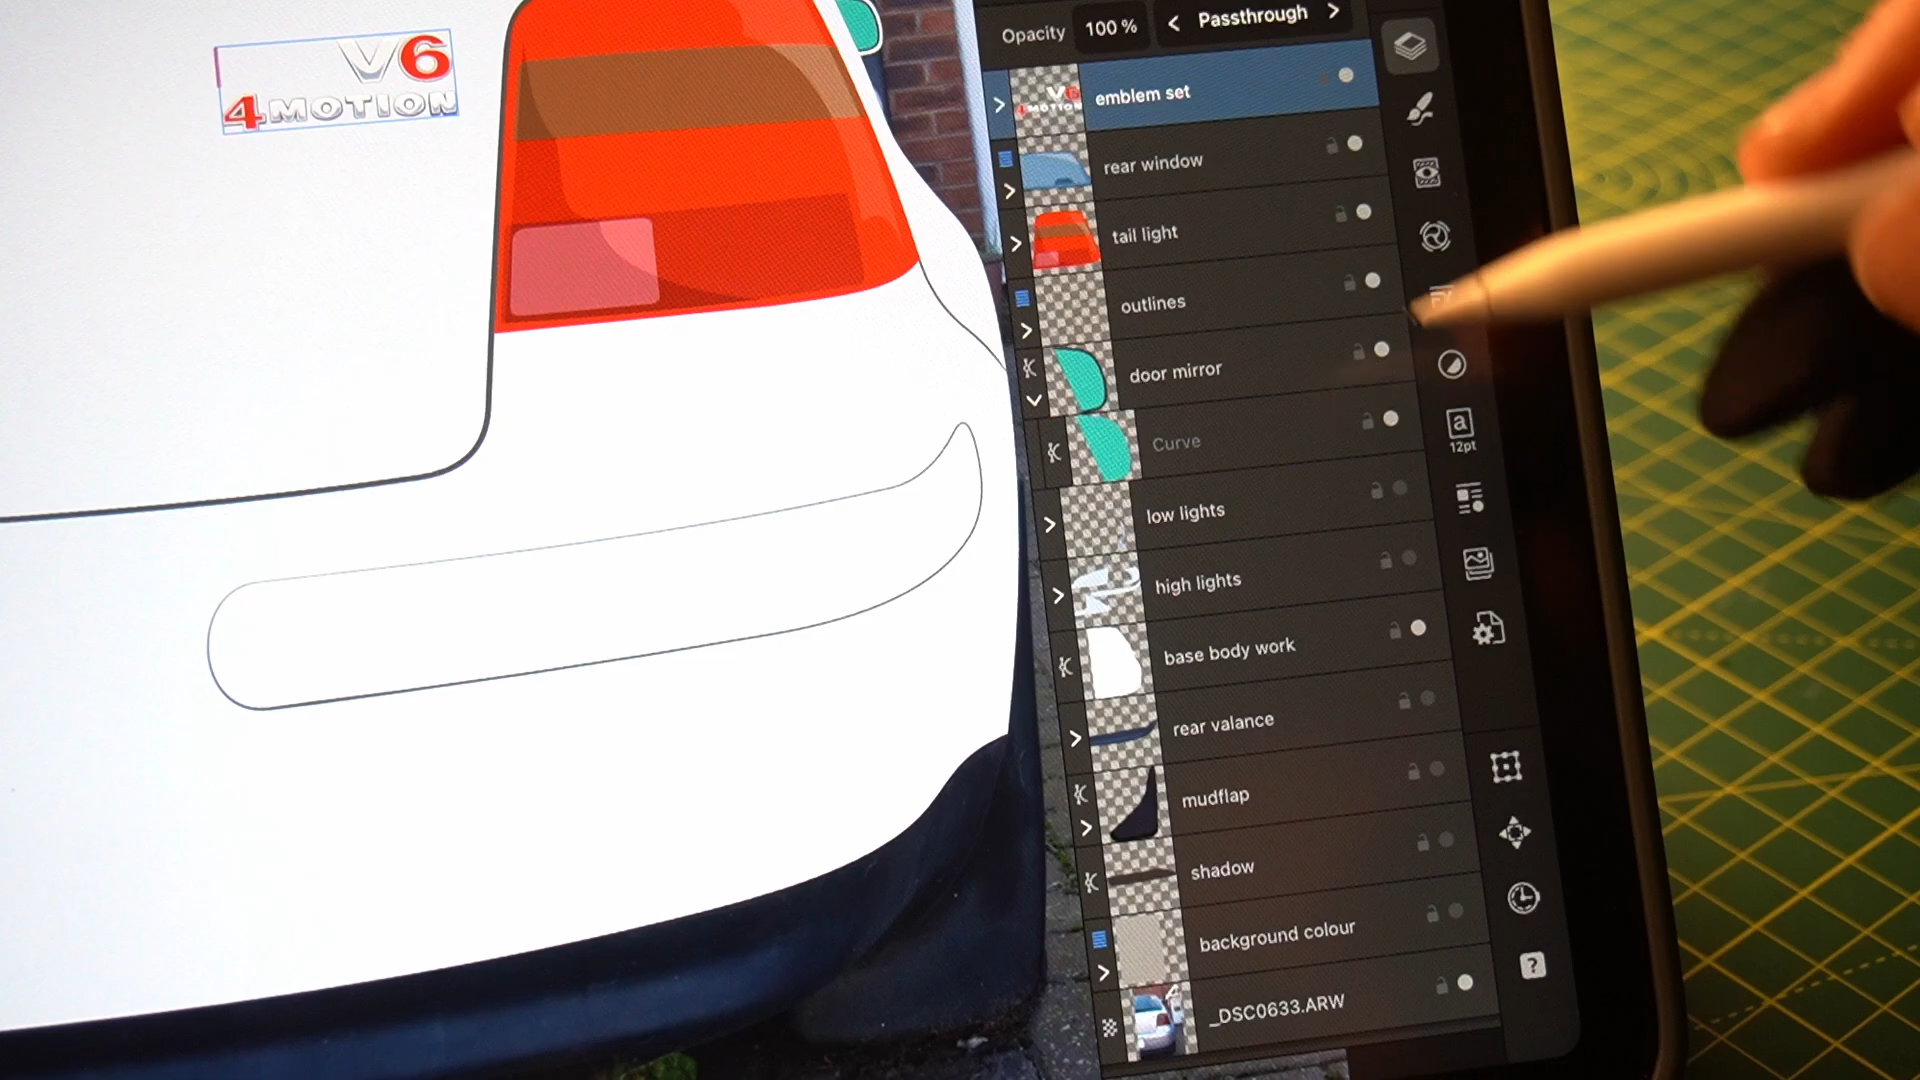 Opacity 100 % < Passthrough >
V6
4MOTION
emblem set
rear window
tail light
outlines
door mirror
Curve
low lights
high lights
base body work
rear valance
mudflap
shadow
background colour
_DSC0633.ARW
a
12pt
?